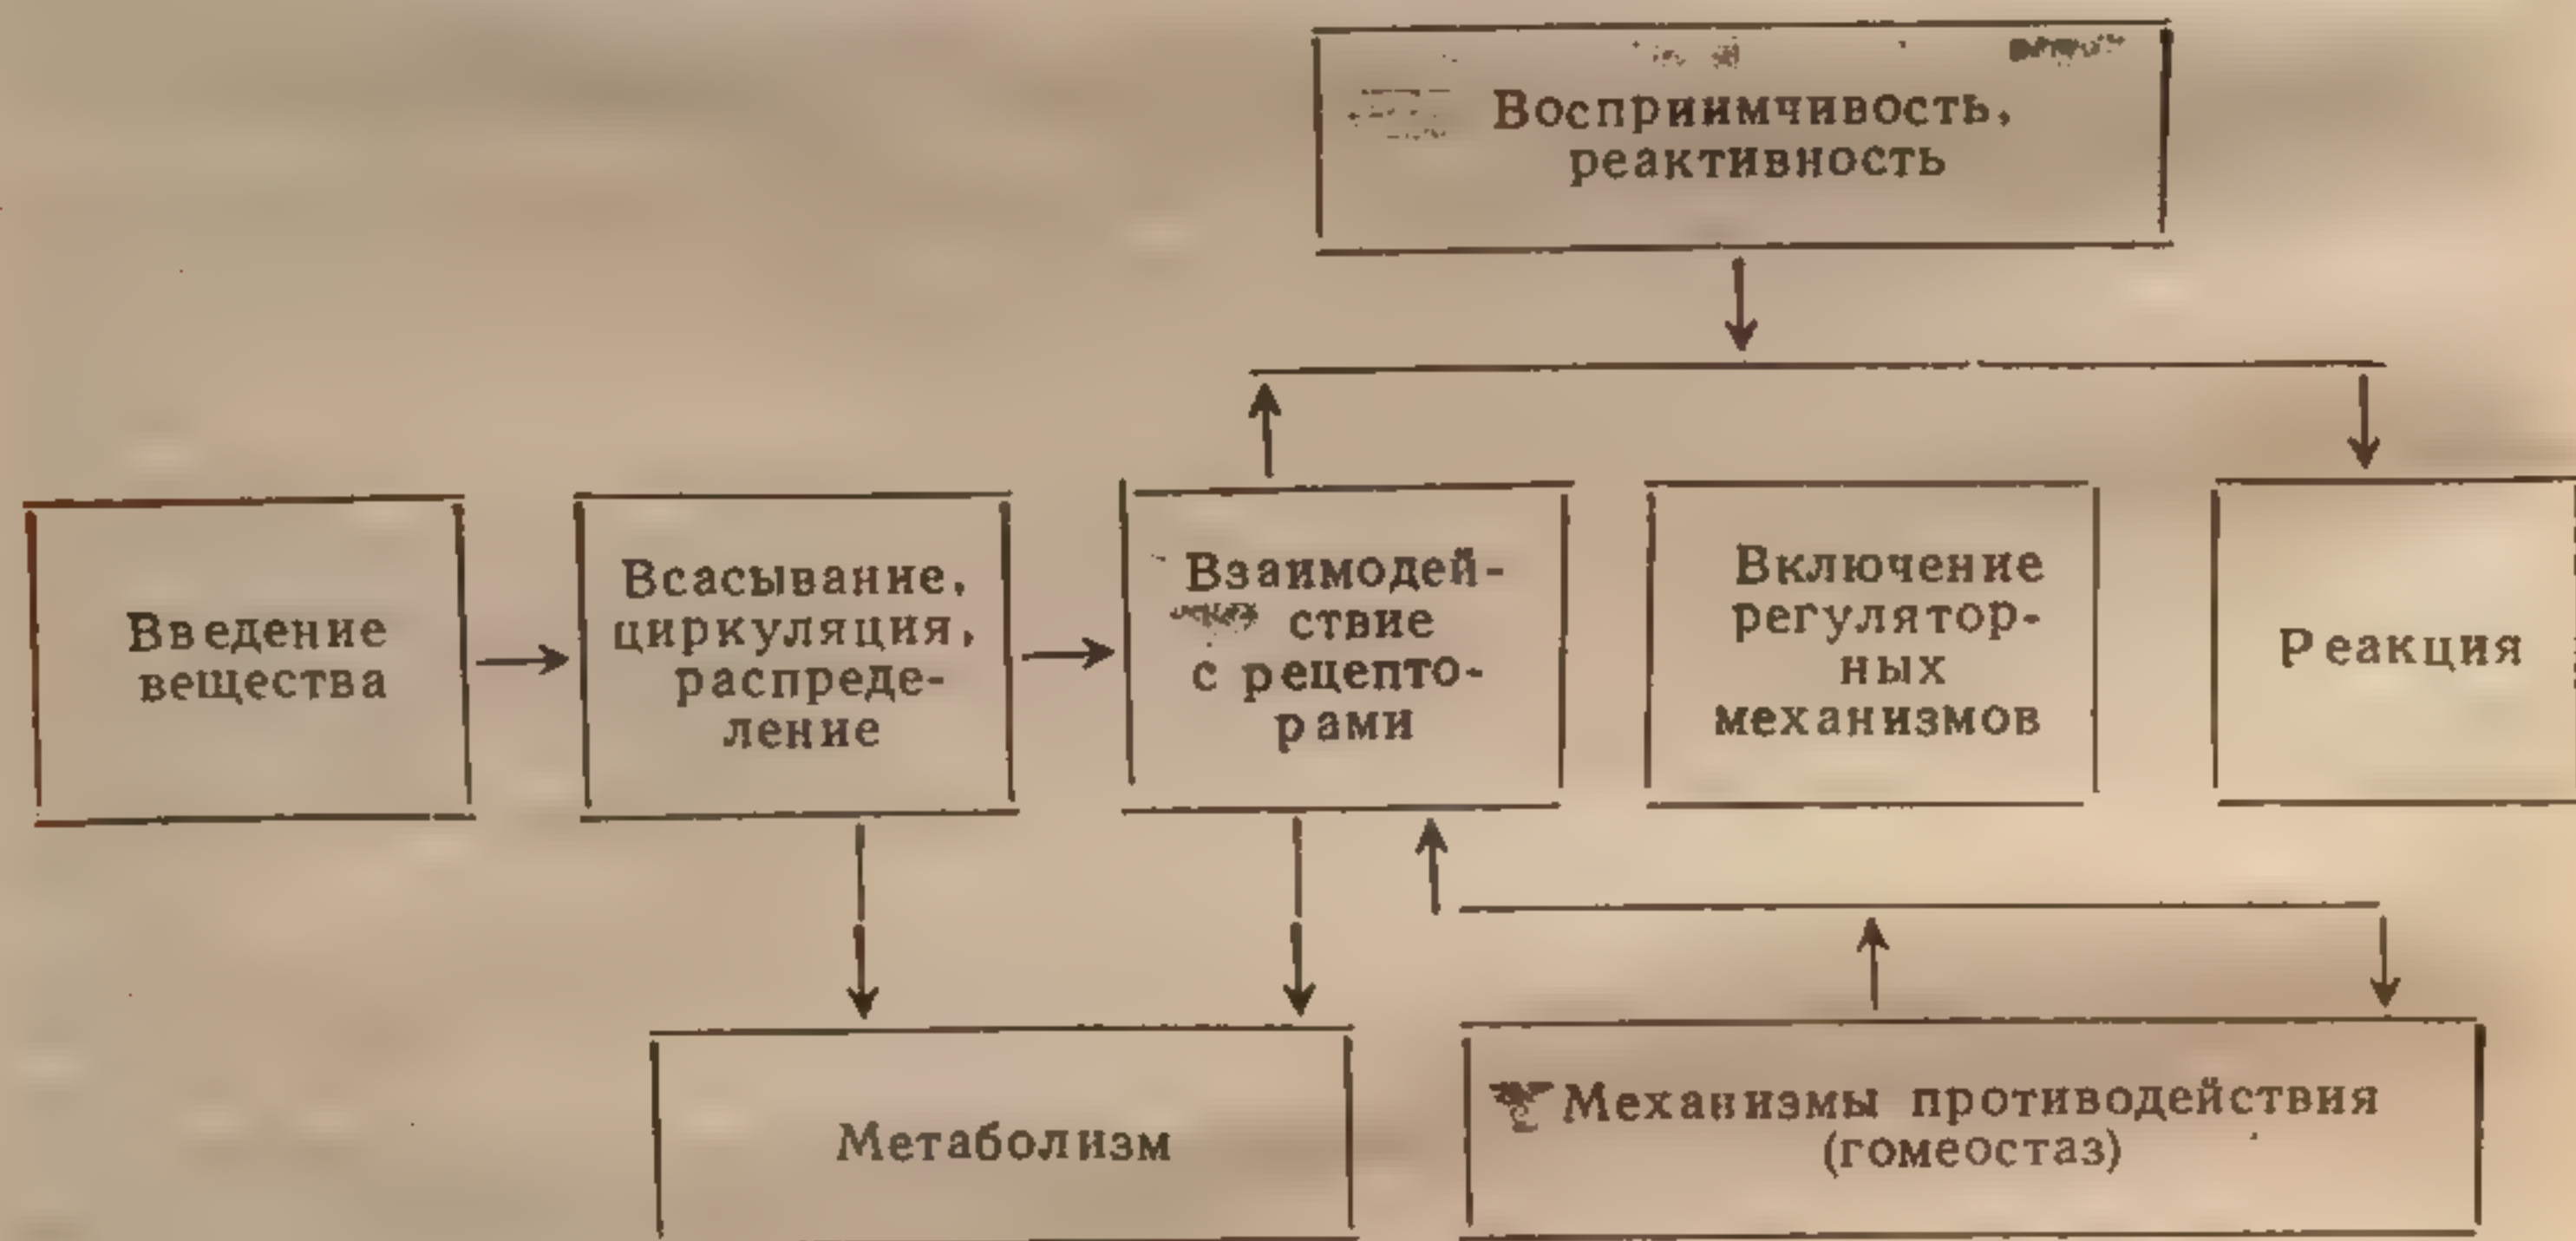 Восприимчивость,
реактивность
Введение
вещества
Всасывание,
циркуляция,
распреде-
ление
Взаимодей-
ствие
с рецепто-
рами
Включение
регулятор-
ных
механизмов
Реакция
Метаболизм
Механизмы противодействия
(гомеостаз)